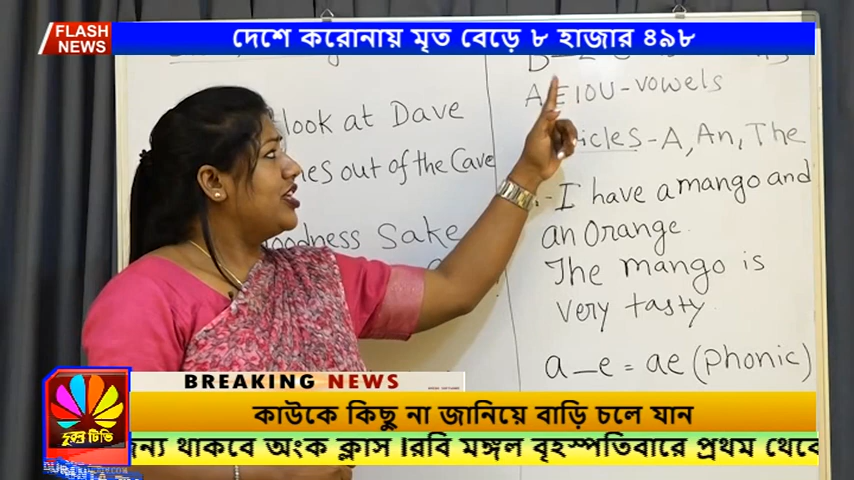 FLASH NEWS
দেশে করোনায় মৃত বেড়ে ৮ হাজার ৪৯৮
look at Dave
out of the Cave
Sake
AEIOU-vowels
A, An, The
I have a mango and
an Orange.
The mango is
very tasty.
a_e = ae (Phonic)
BREAKING NEWS
কাউকে কিছু না জানিয়ে বাড়ি চলে যান
থাকবে অংক ক্লাস।রবি মঙ্গল বৃহস্পতিবারে প্রথম
দুরন্ত টিভি